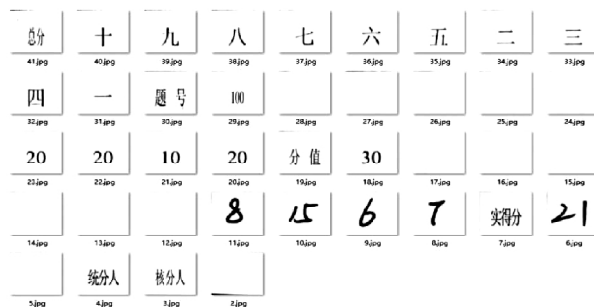 总分 十 九 八 七 六 五 二 三
41.jpg 40.jpg 39.jpg 38.jpg 37.jpg 36.jpg 35.jpg 34.jpg 33.jpg
四 一 题 号 100
32.jpg 31.jpg 30.jpg 29.jpg 28.jpg 27.jpg 26.jpg 25.jpg 24.jpg
20 20 10 20 分 值 30
23.jpg 22.jpg 21.jpg 20.jpg 19.jpg 18.jpg 17.jpg 16.jpg 15.jpg
8 15 6 7 实得分 21
14.jpg 13.jpg 12.jpg 11.jpg 10.jpg 9.jpg 8.jpg 7.jpg 6.jpg
统分人 核分人
5.jpg 4.jpg 3.jpg 2.jpg